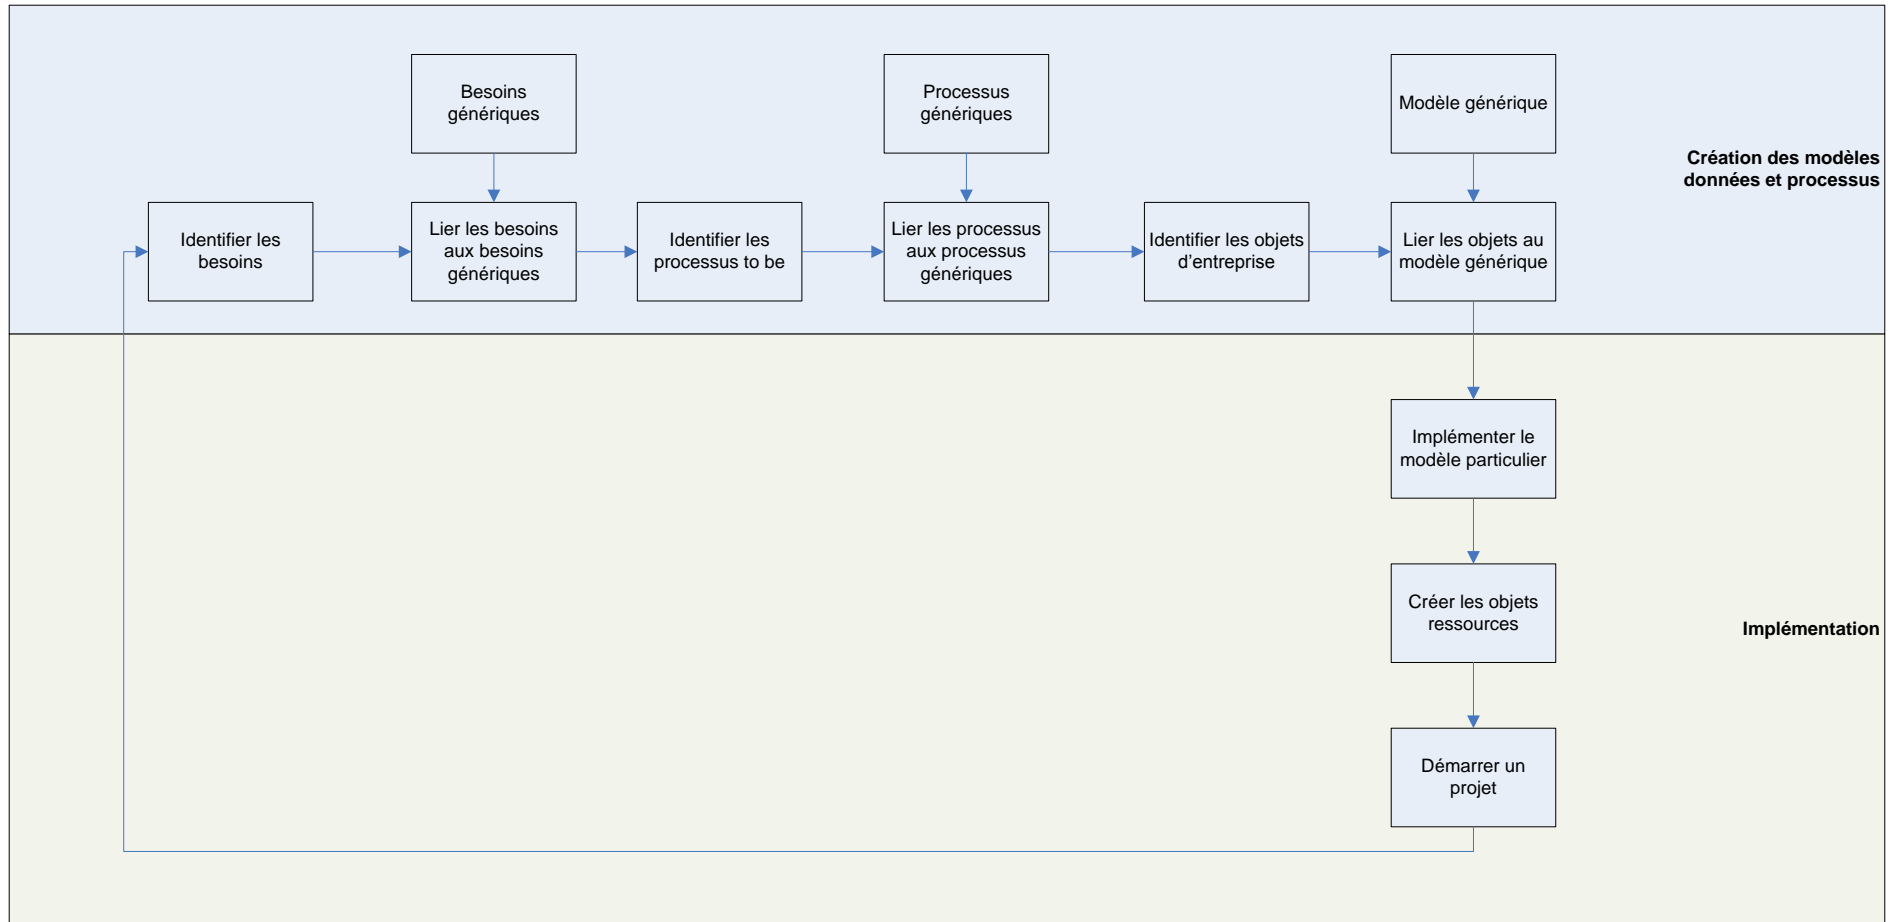 Besoins
génériques
Processus
génériques
Modèle générique
Création des modèles
données et processus
Identifier les
besoins
Lier les besoins
aux besoins
génériques
Identifier les
processus to be
Lier les processus
aux processus
génériques
Identifier les objets
d’entreprise
Lier les objets au
modèle générique
Implémenter le
modèle particulier
Créer les objets
ressources
Implémentation
Démarrer un
projet